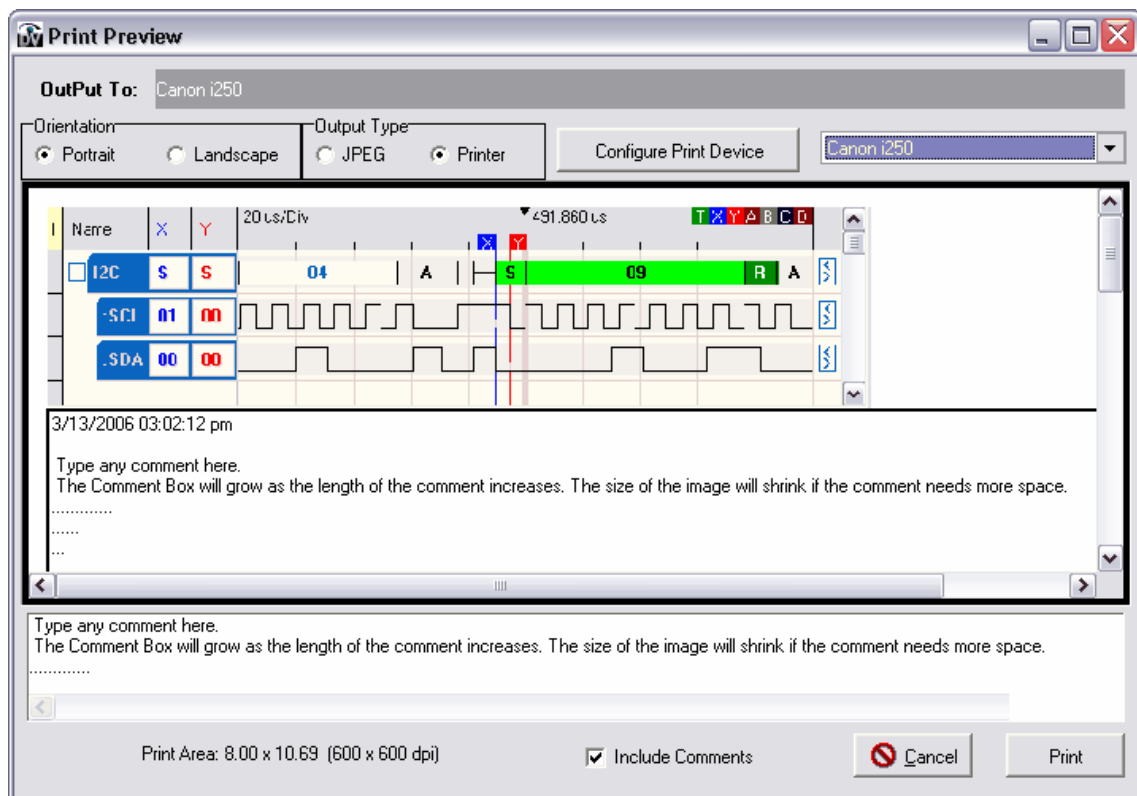 Print Preview
OutPut To: Canon i250
Orientation Output Type
Portrait Landscape JPEG Printer Configure Print Device Canon i250
20 us/Div 491.860 us T X Y A B C D
Name X Y
X Y
I2C S S 04 A S 09 R A
.SCL 01 00
.SDA 00 00
3/13/2006 03:02:12 pm
Type any comment here.
The Comment Box will grow as the length of the comment increases. The size of the image will shrink if the comment needs more space.
.............
......
...
Type any comment here.
The Comment Box will grow as the length of the comment increases. The size of the image will shrink if the comment needs more space.
.............
Print Area: 8.00 x 10.69 (600 x 600 dpi) Include Comments Cancel Print